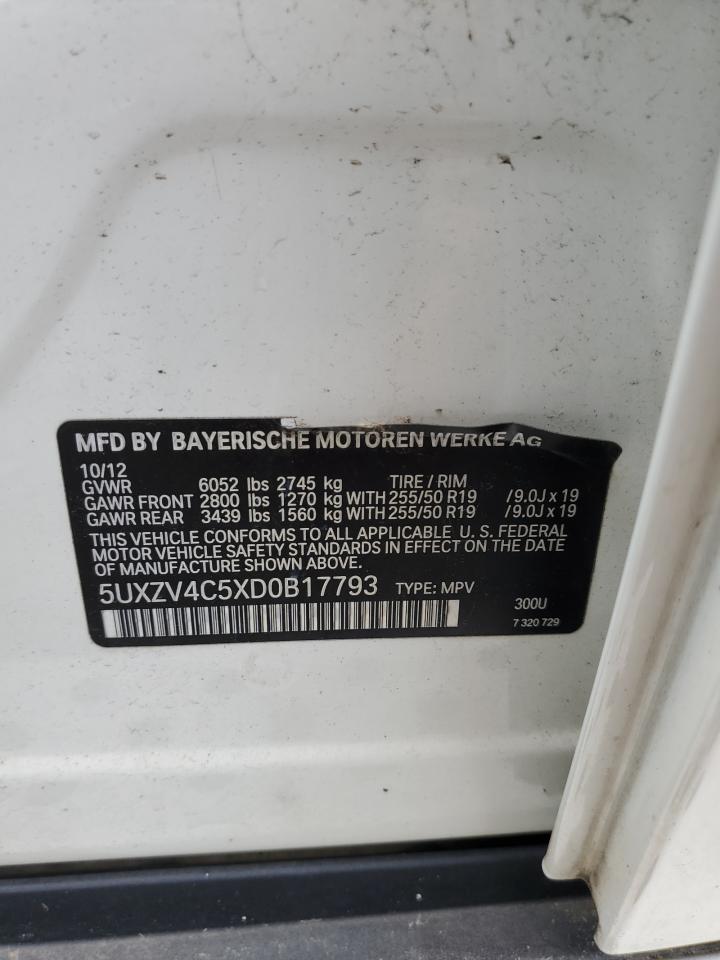 MFD BY BAYERISCHE MOTOREN WERKE AG
10/12
GVWR 6052 lbs 2745 kg TIRE / RIM
GAWR FRONT 2800 lbs 1270 kg WITH 255/50 R19 /9.0J x 19
GAWR REAR 3439 lbs 1560 kg WITH 255/50 R19 /9.0J x 19
THIS VEHICLE CONFORMS TO ALL APPLICABLE U. S. FEDERAL
MOTOR VEHICLE SAFETY STANDARDS IN EFFECT ON THE DATE
OF MANUFACTURE SHOWN ABOVE.
5UXZV4C5XD0B17793 TYPE: MPV
300U
7 320 729